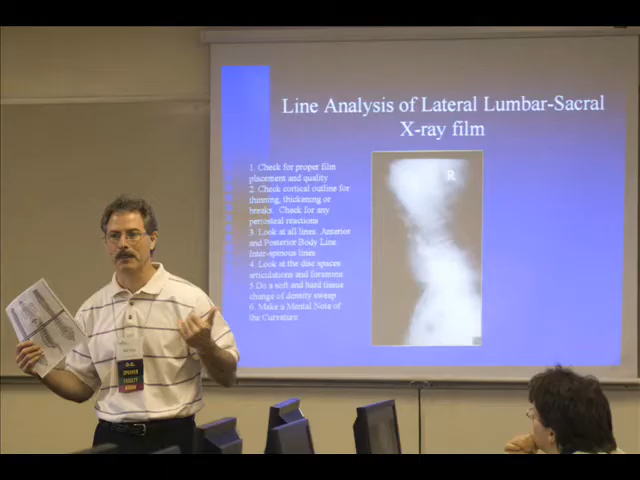 Line Analysis of Lateral Lumbar-Sacral
X-ray film
1. Check for proper film
placement and quality
2. Check cortical outline for
thinning, thickening or
breaks. Check for any
periosteal reactions
3. Look at all lines. Anterior
and Posterior Body Line
Inter-spinous lines
4. Look at the disc spaces
articulations and foramens
5.Do a soft and hard tissue
change of density sweep
6. Make a Mental Note of
the Curvature
R
SPEAKER
FACULTY